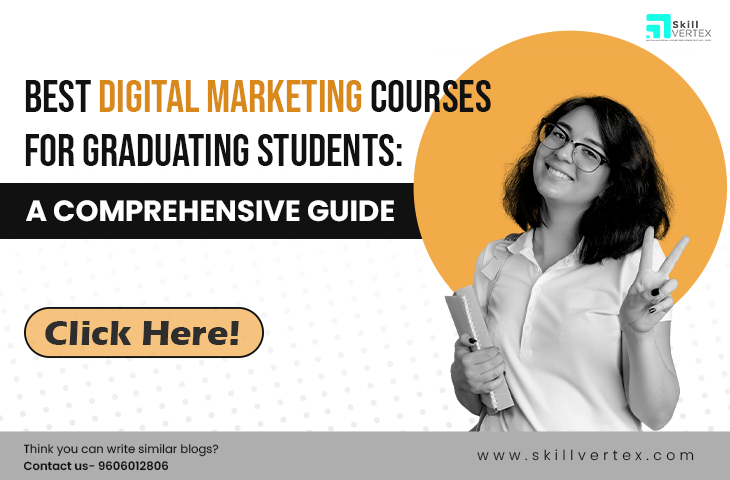 Skill
VERTEX
BEST DIGITAL MARKETING COURSES
FOR GRADUATING STUDENTS:
A COMPREHENSIVE GUIDE
Click Here!
Think you can write similar blogs?
Contact us- 9606012806
www.skillvertex.com